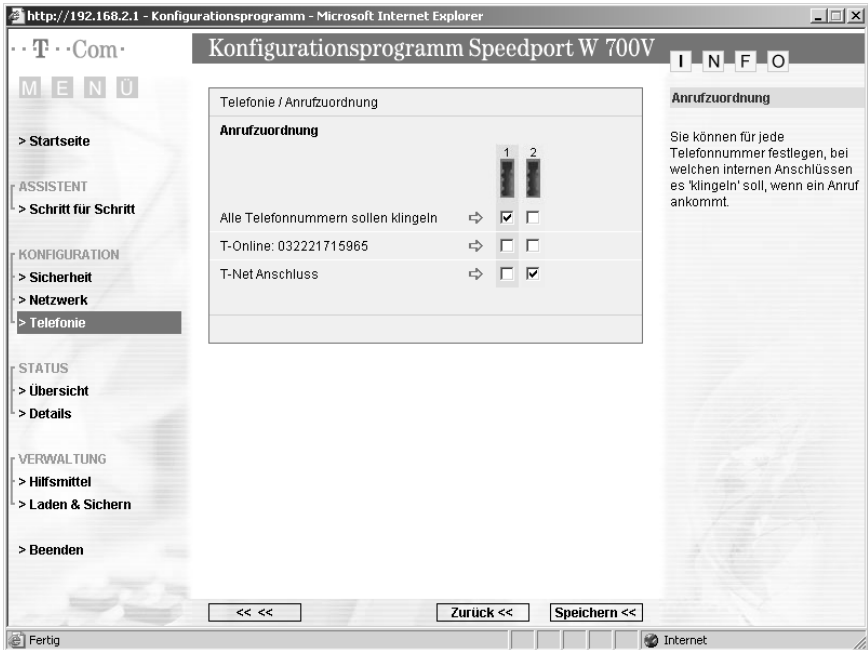 http://192.168.2.1 - Konfigurationsprogramm - Microsoft Internet Explorer
· · T · · Com ·
Konfigurationsprogramm Speedport W 700V
INFO
MENÜ
> Startseite
ASSISTENT
> Schritt für Schritt
KONFIGURATION
> Sicherheit
> Netzwerk
> Telefonie
STATUS
> Übersicht
> Details
VERWALTUNG
> Hilfsmittel
> Laden & Sichern
> Beenden
Telefonie / Anrufzuordnung
Anrufzuordnung
1 2
Alle Telefonnummern sollen klingeln
T-Online: 032221715965
T-Net Anschluss
<< <<
Zurück <<
Speichern <<
Anrufzuordnung
Sie können für jede
Telefonnummer festlegen, bei
welchen internen Anschlüssen
es 'klingeln' soll, wenn ein Anruf
ankommt.
Fertig
Internet